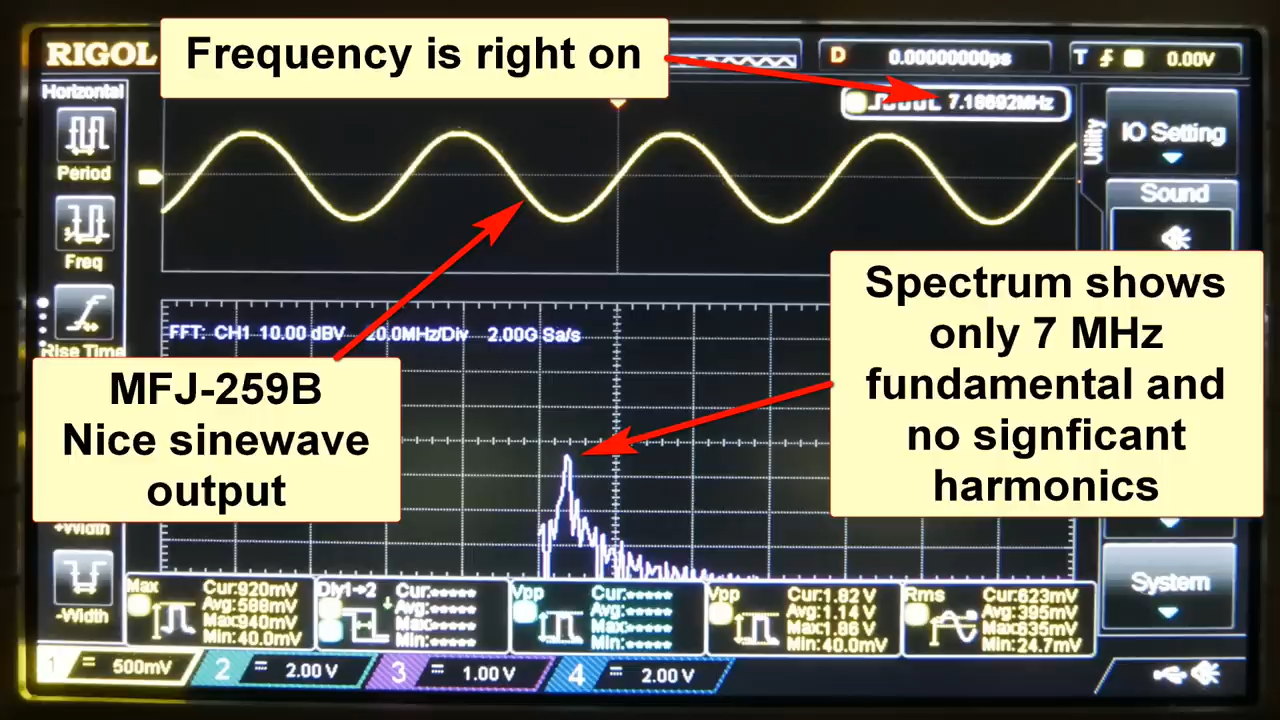 RIGOL
Frequency is right on
D 0.00000000ps
T 0.00V
Horizontal
Period
Freq
Rise Time
+Width
-Width
Utility
IO Setting
Sound
System
FFT: CH1 10.00 dBV 20.0MHz/Div 2.00G Sa/s
MFJ-259B
Nice sinewave
output
Spectrum shows
only 7 MHz
fundamental and
no signficant
harmonics
Max
Cur:920mV
Avg:588mV
Max:940mV
Min:40.0mV
Dly1→2
Cur:*****
Avg:*****
Max:*****
Min:*****
Vpp
Cur:*****
Avg:*****
Max:*****
Min:*****
Vpp
Cur:1.82 V
Avg:1.14 V
Max:1.86 V
Min:40.0mV
Rms
Cur:623mV
Avg:395mV
Max:635mV
Min:24.7mV
1 = 500mV
2 = 2.00 V
3 = 1.00 V
4 = 2.00 V